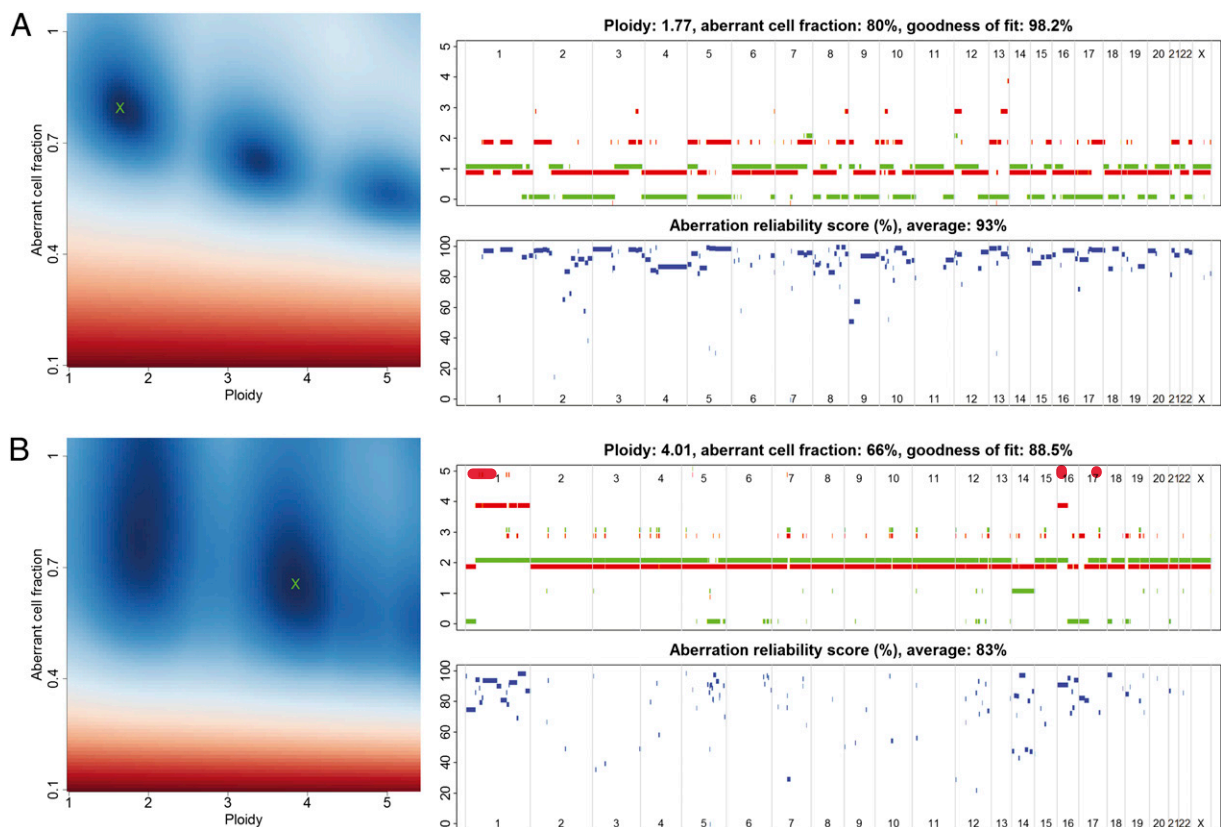 A
Aberrant cell fraction
1
0.7
0.4
0.1
1 2 3 4 5
Ploidy
Ploidy: 1.77, aberrant cell fraction: 80%, goodness of fit: 98.2%
5
4
3
2
1
0
1 2 3 4 5 6 7 8 9 10 11 12 13 14 15 16 17 18 19 20 21 22 X
Aberration reliability score (%), average: 93%
100
80
60
40
20
0
1 2 3 4 5 6 7 8 9 10 11 12 13 14 15 16 17 18 19 20 21 22 X
B
Aberrant cell fraction
1
0.7
0.4
0.1
1 2 3 4 5
Ploidy
Ploidy: 4.01, aberrant cell fraction: 66%, goodness of fit: 88.5%
5
4
3
2
1
0
1 2 3 4 5 6 7 8 9 10 11 12 13 14 15 16 17 18 19 20 21 22 X
Aberration reliability score (%), average: 83%
100
80
60
40
20
0
1 2 3 4 5 6 7 8 9 10 11 12 13 14 15 16 17 18 19 20 21 22 X